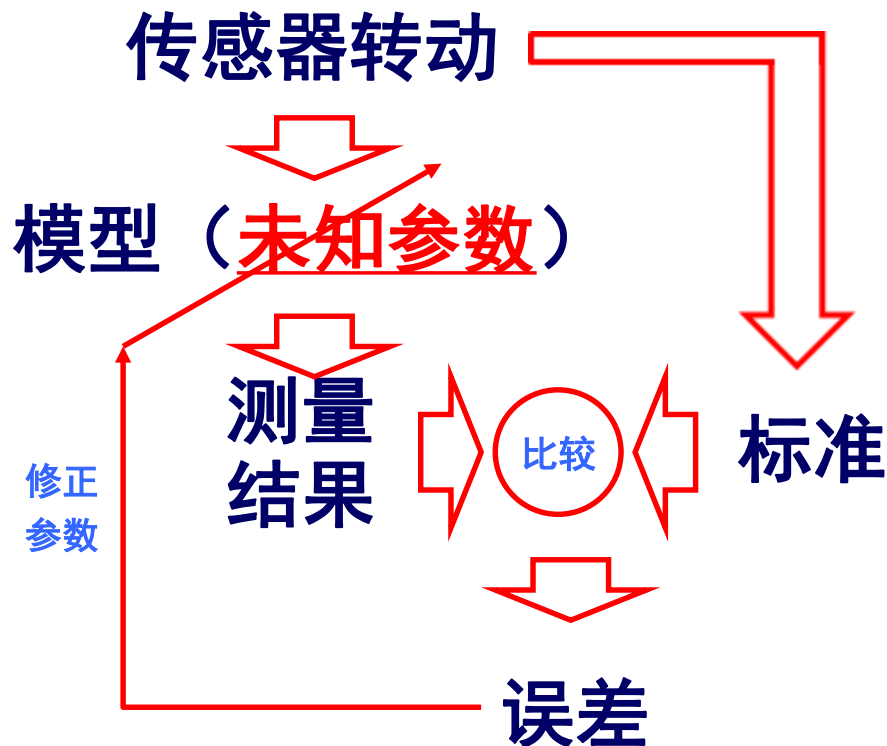 传感器转动
模型（未知参数）
测量
结果
比较
标准
修正
参数
误差